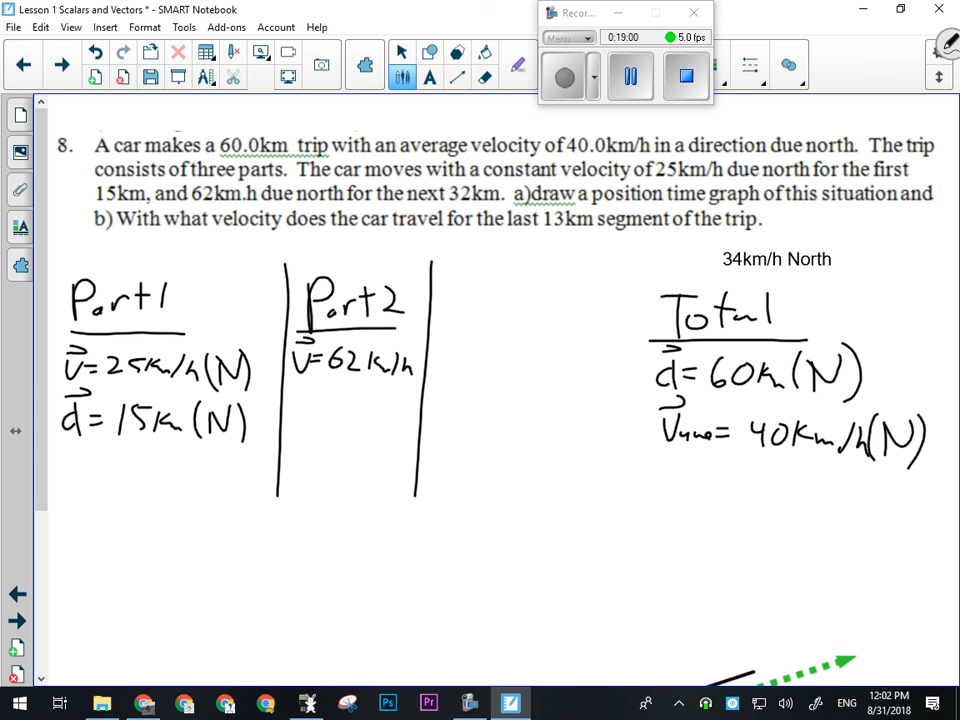 Lesson 1 Scalars and Vectors * - SMART Notebook
File Edit View Insert Format Tools Add-ons Account Help
Recor...
Menu
0:19:00
5.0 fps
8. A car makes a 60.0km trip with an average velocity of 40.0km/h in a direction due north. The trip
consists of three parts. The car moves with a constant velocity of 25km/h due north for the first
15km, and 62km.h due north for the next 32km. a)draw a position time graph of this situation and
b) With what velocity does the car travel for the last 13km segment of the trip.
34km/h North
Part 1
v = 25km/h (N)
d = 15km (N)
Part 2
v = 62km/h
Total
d = 60km (N)
Vave = 40km/h (N)
A
A
Ps
Pr
ENG
12:02 PM
8/31/2018